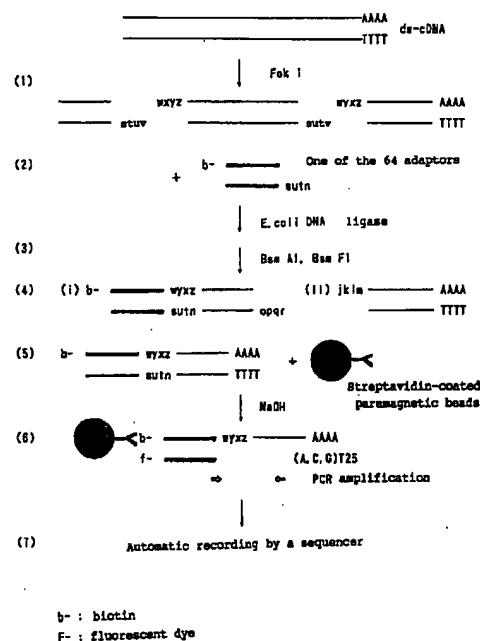 AAAA
ds-cDNA
TTTT
Fok I
(1)
wxyz wyxz AAAA
stuv sutv TTTT
(2)
b- One of the 64 adaptors
+ sutn
E.coli DNA ligase
(3)
Bsm AI, Bsm FI
(4) (i) b- wyxz (ii) jklm AAAA
sutn opqr TTTT
(5) b- wyxz AAAA +
sutn TTTT
Streptavidin-coated
paramagnetic beads
NaOH
(6) b- wyxz AAAA
f- (A,C,G)T25
PCR amplification
(7) Automatic recording by a sequencer
b- : biotin
F- : fluorescent dye